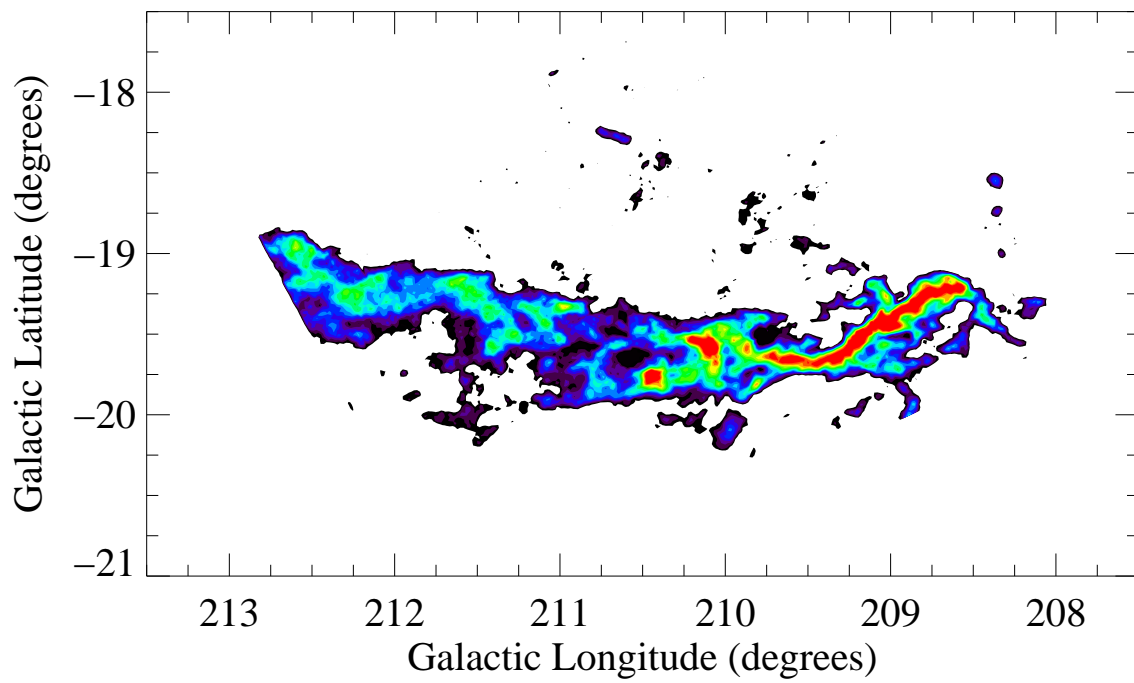 Galactic Latitude (degrees)
−18
−19
−20
−21
213 212 211 210 209 208
Galactic Longitude (degrees)